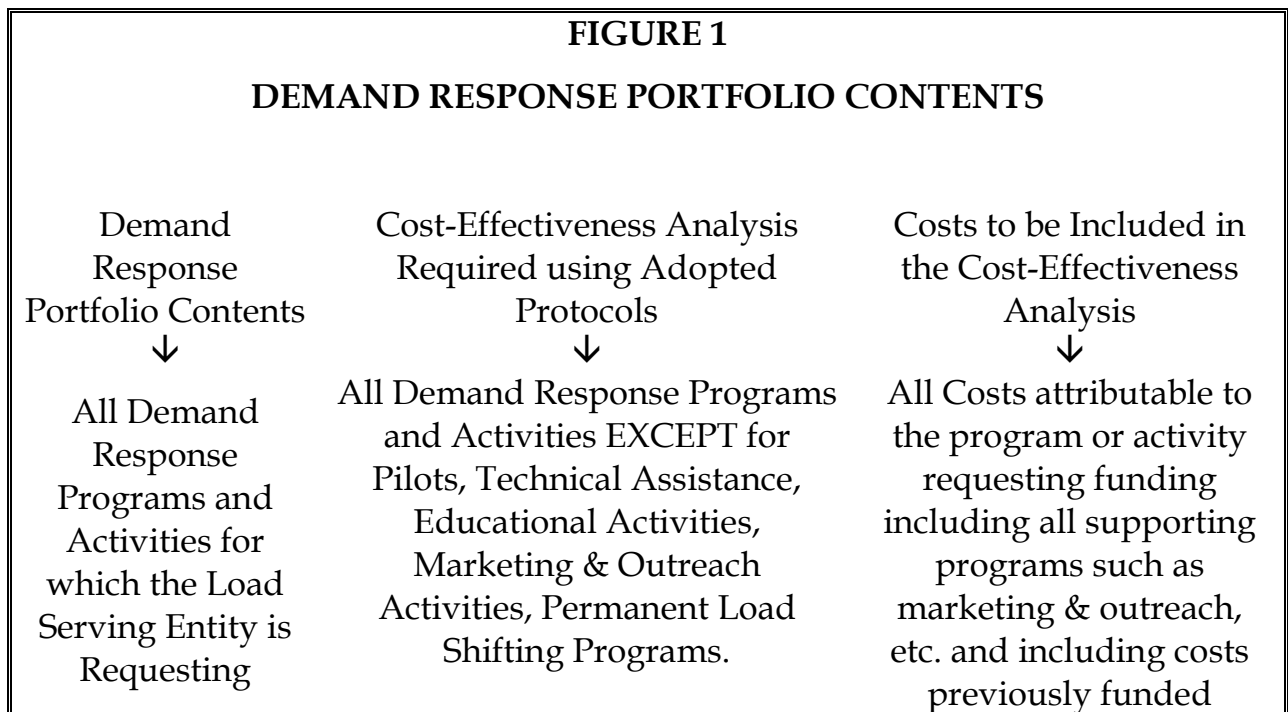 FIGURE 1
DEMAND RESPONSE PORTFOLIO CONTENTS
Demand
Response
Portfolio Contents
↓
All Demand
Response
Programs and
Activities for
which the Load
Serving Entity is
Requesting
Cost-Effectiveness Analysis
Required using Adopted
Protocols
↓
All Demand Response Programs
and Activities EXCEPT for
Pilots, Technical Assistance,
Educational Activities,
Marketing & Outreach
Activities, Permanent Load
Shifting Programs.
Costs to be Included in
the Cost-Effectiveness
Analysis
↓
All Costs attributable to
the program or activity
requesting funding
including all supporting
programs such as
marketing & outreach,
etc. and including costs
previously funded